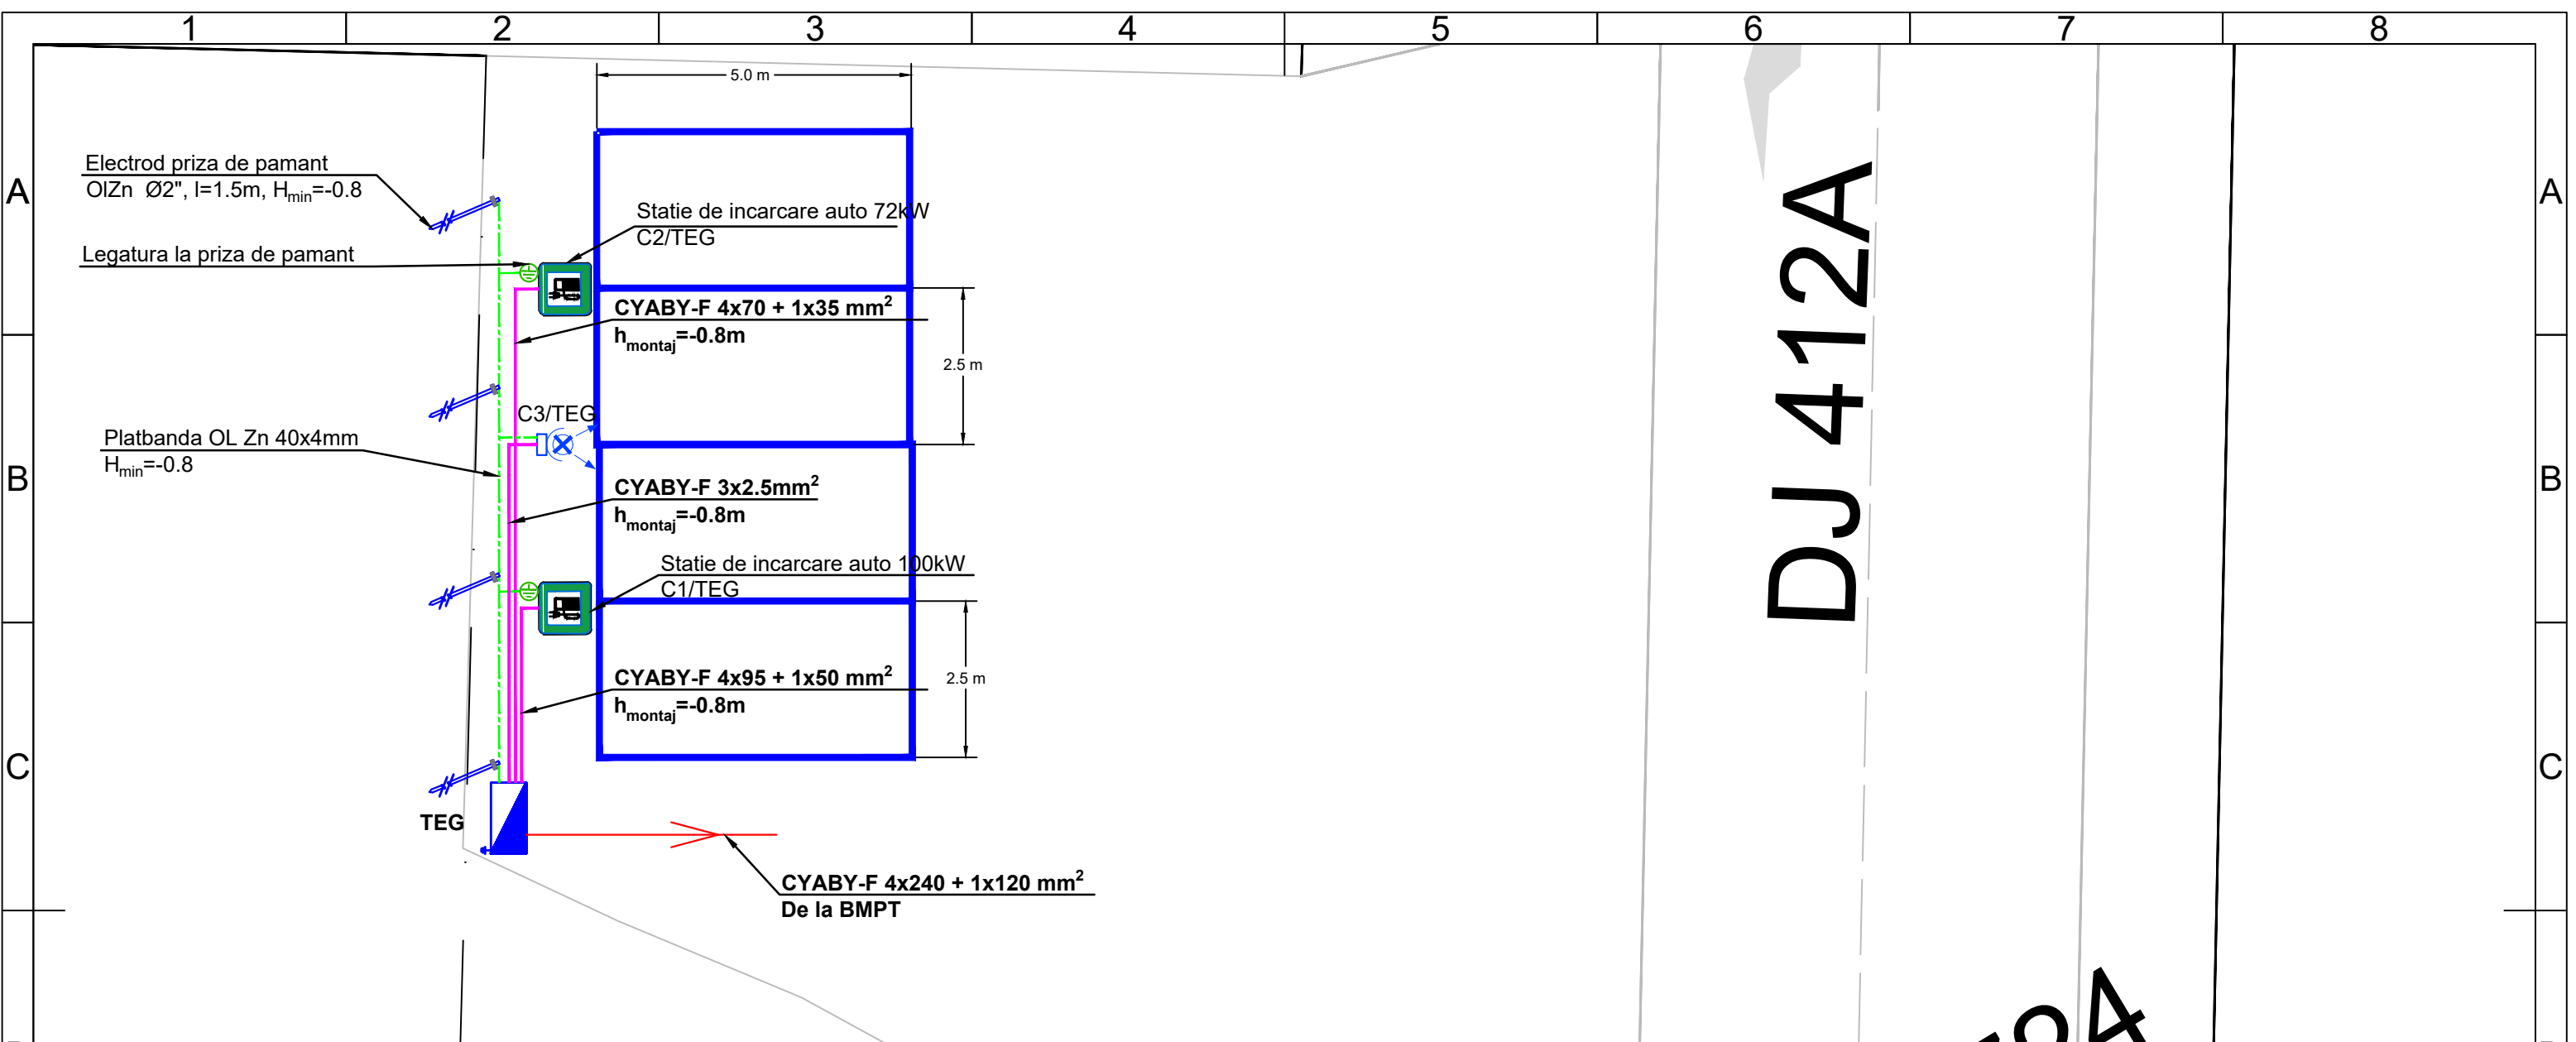 1 2 3 4 5 6 7 8
5.0 m
A
Electrod priza de pamant
OlZn Ø2", l=1.5m, Hmin=-0.8
Statie de incarcare auto 72kW
C2/TEG
Legatura la priza de pamant
CYABY-F 4x70 + 1x35 mm²
hmontaj=-0.8m
2.5 m
DJ 412A
A
C3/TEG
Platbanda OL Zn 40x4mm
Hmin=-0.8
B
CYABY-F 3x2.5mm²
hmontaj=-0.8m
B
Statie de incarcare auto 100kW
C1/TEG
CYABY-F 4x95 + 1x50 mm²
hmontaj=-0.8m
2.5 m
C
C
TEG
CYABY-F 4x240 + 1x120 mm²
De la BMPT